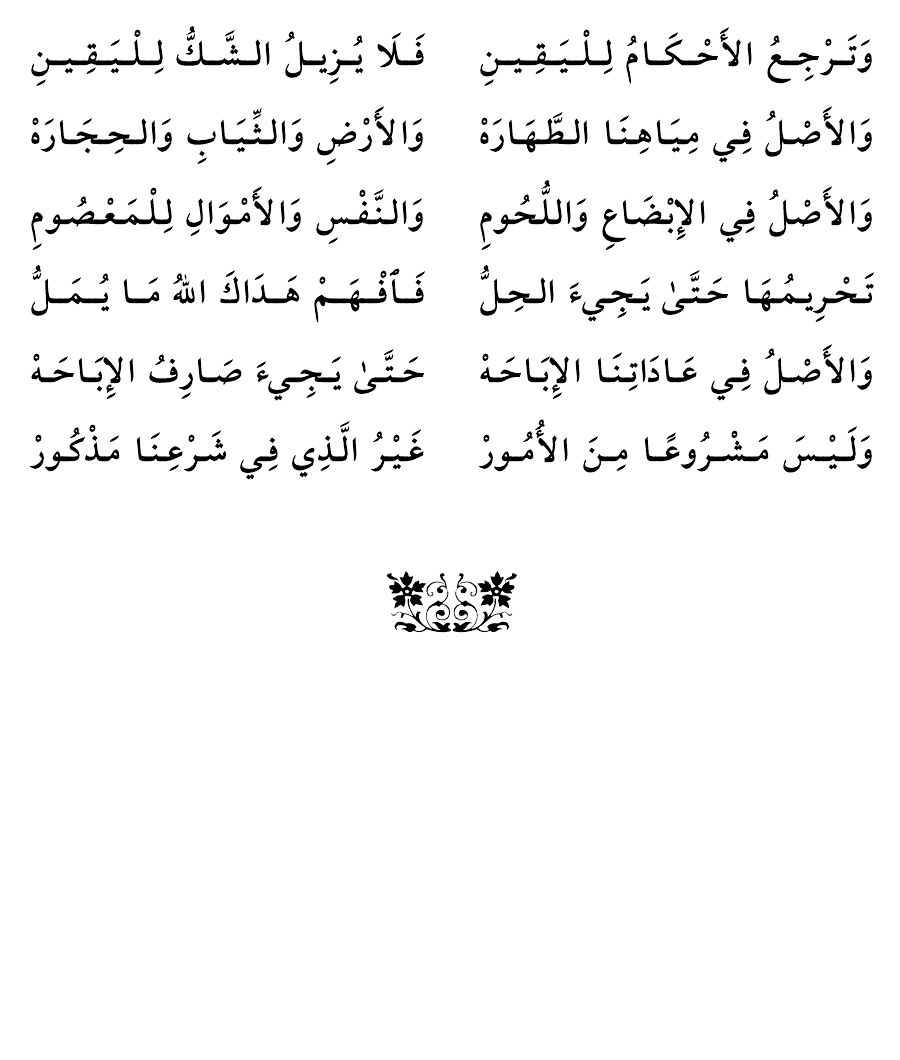 وَتَرْجِعُ الأَحْكَامُ لِلْيَقِينِ فَلَا يُزِيلُ الشَّكُّ لِلْيَقِينِ
وَالأَصْلُ فِي مِيَاهِنَا الطَّهَارَهْ وَالأَرْضِ وَالثِّيَابِ وَالحِجَارَهْ
وَالأَصْلُ فِي الإِبْضَاعِ وَاللُّحُومِ وَالنَّفْسِ وَالأَمْوَالِ لِلْمَعْصُومِ
تَحْرِيمُهَا حَتَّىٰ يَجِيءَ الحِلُّ فَٱفْهَمْ هَدَاكَ اللهُ مَا يُمَلُّ
وَالأَصْلُ فِي عَادَاتِنَا الإِبَاحَهْ حَتَّىٰ يَجِيءَ صَارِفُ الإِبَاحَهْ
وَلَيْسَ مَشْرُوعًا مِنَ الأُمُورْ غَيْرُ الَّذِي فِي شَرْعِنَا مَذْكُورْ